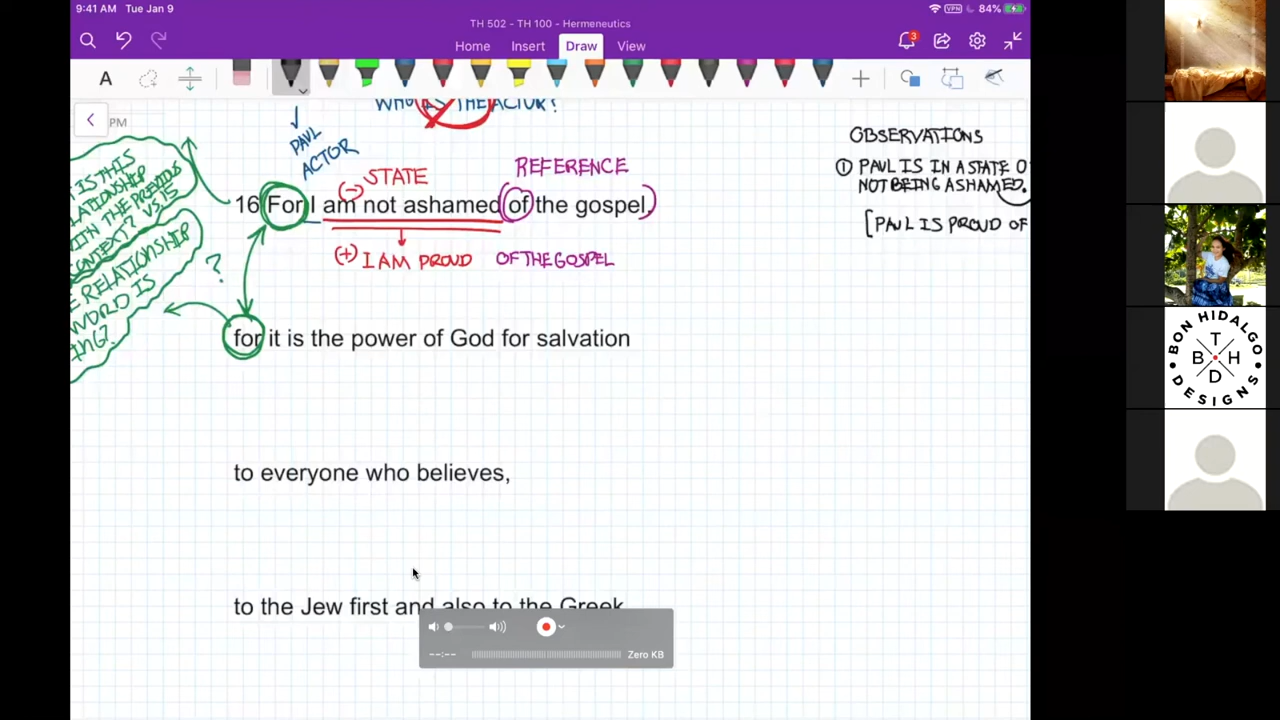 9:41 AM Tue Jan 9
VPN 84%
TH 502 - TH 100 - Hermeneutics
Home Insert Draw View
3
A
PM
WHO IS THE ACTOR?
PAUL
ACTOR
(-) STATE
REFERENCE
16 For I am not ashamed of the gospel,
(+) I AM PROUD OF THE GOSPEL
IS THIS
RELATIONSHIP
THE PREVIOUS
CONTEXT? VS 15
RELATIONSHIP
WORD IS
?
for it is the power of God for salvation
to everyone who believes,
to the Jew first and also to the Greek
--:-- Zero KB
OBSERVATIONS
① PAUL IS IN A STATE O
NOT BEING ASHAMED.
[PAUL IS PROUD OF
BON HIDALGO
T
B H
D
DESIGNS